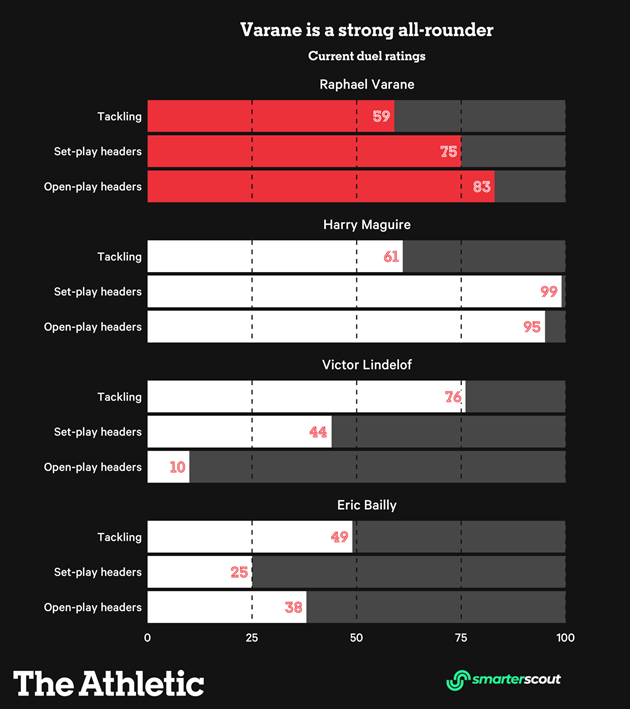 Varane is a strong all-rounder
Current duel ratings
Raphael Varane
Tackling 59
Set-play headers 75
Open-play headers 83
Harry Maguire
Tackling 61
Set-play headers 99
Open-play headers 95
Victor Lindelof
Tackling 76
Set-play headers 44
Open-play headers 10
Eric Bailly
Tackling 49
Set-play headers 25
Open-play headers 38
0 25 50 75 100
The Athletic smarterscout